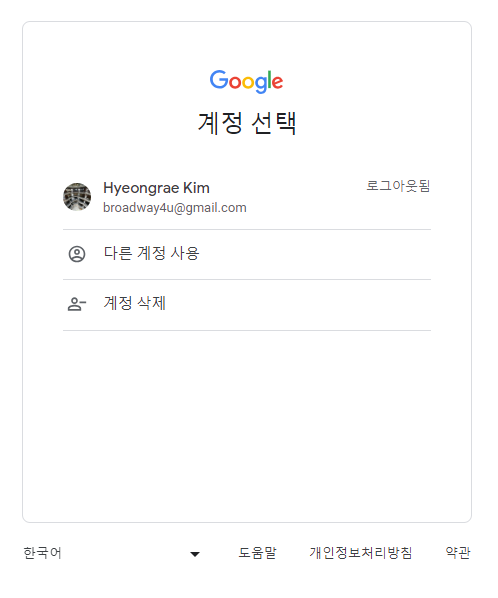 Google
계정 선택
Hyeongrae Kim
로그아웃됨
broadway4u@gmail.com
다른 계정 사용
계정 삭제
한국어
도움말
개인정보처리방침
약관